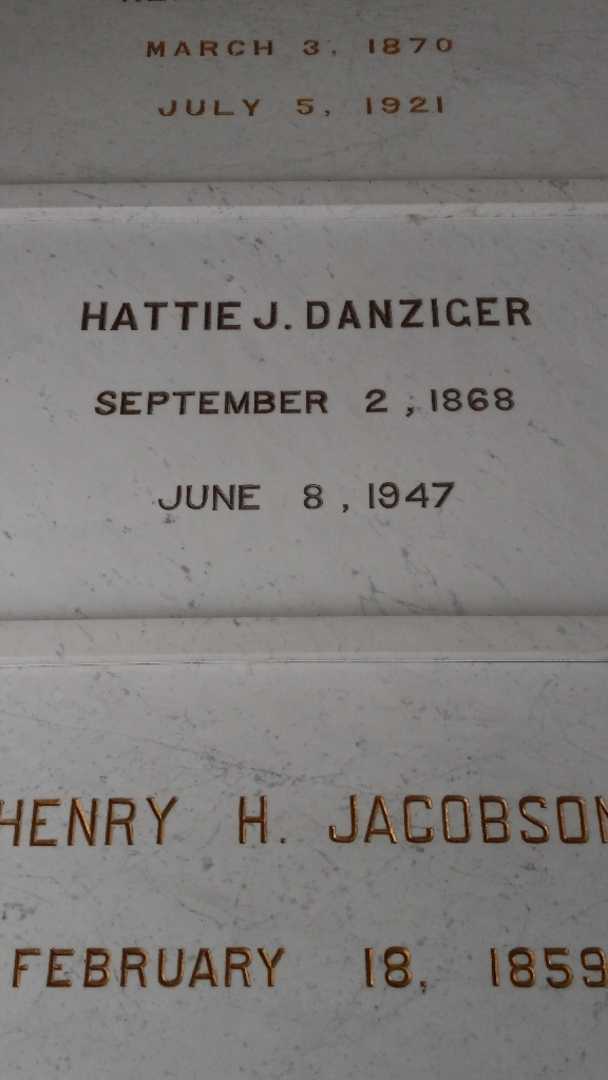 MARCH 3, 1870
JULY 5, 1921
HATTIE J. DANZIGER
SEPTEMBER 2, 1868
JUNE 8, 1947
HENRY H. JACOBSON
FEBRUARY 18, 1859